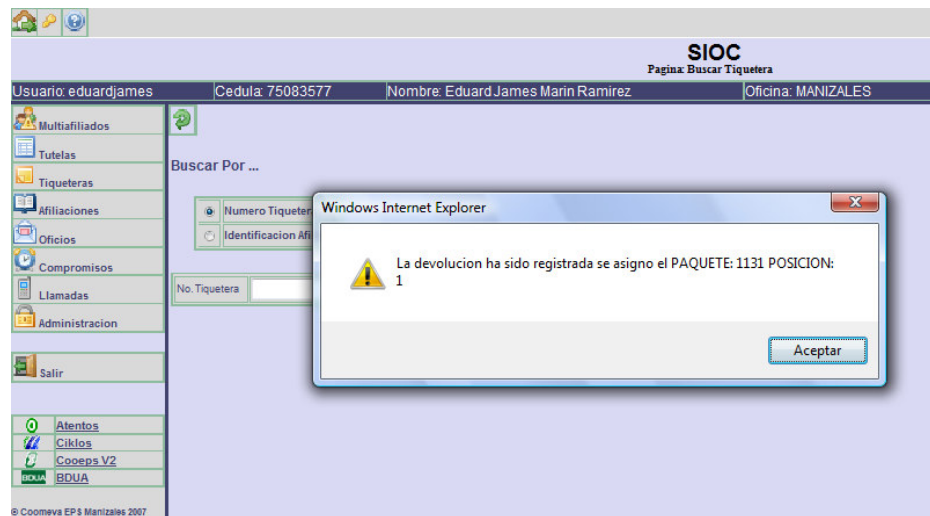 SIOC
Pagina: Buscar Tiquetera
Usuario: eduardjames Cedula: 75083577 Nombre: Eduard James Marin Ramirez Oficina: MANIZALES
Multiafiliados
Tutelas
Tiqueteras
Afiliaciones
Oficios
Compromisos
Llamadas
Administracion
Salir
Atentos
Ciklos
Cooeps V2
BDUA BDUA
© Coomeva EPS Manizales 2007
Buscar Por ...
Numero Tiqueter
Identificacion Afi
No. Tiquetera
Windows Internet Explorer
La devolucion ha sido registrada se asigno el PAQUETE: 1131 POSICION:
1
Aceptar